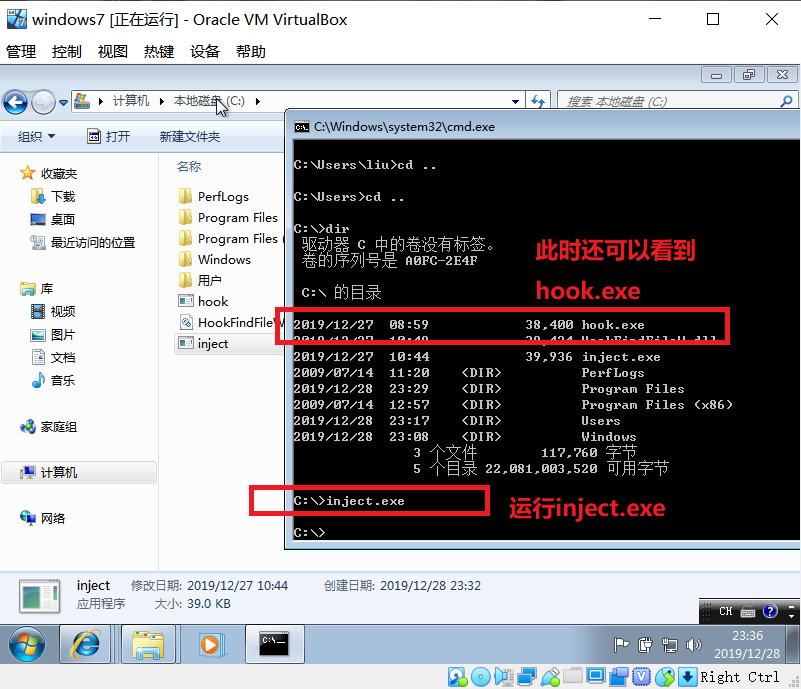 windows7 [正在运行] - Oracle VM VirtualBox
管理 控制 视图 热键 设备 帮助
计算机 本地磁盘 (C:)
搜索 本地磁盘 (C:)
组织 打开 新建文件夹
C:\Windows\system32\cmd.exe
收藏夹
下载
桌面
最近访问的位置
库
视频
图片
文档
音乐
家庭组
计算机
网络
名称
PerfLogs
Program Files
Program Files (
Windows
用户
hook
HookFindFileW
inject
C:\Users\liu>cd ..
C:\Users>cd ..
C:\>dir
驱动器 C 中的卷没有标签。
卷的序列号是 A0FC-2E4F
C:\ 的目录
2019/12/27 08:59 38,400 hook.exe
2019/12/27 10:44 39,936 inject.exe
2009/07/14 11:20 <DIR> PerfLogs
2019/12/28 23:29 <DIR> Program Files
2009/07/14 12:57 <DIR> Program Files (x86)
2019/12/28 23:17 <DIR> Users
2019/12/28 23:08 <DIR> Windows
3 个文件 117,760 字节
5 个目录 22,081,003,520 可用字节
C:\>inject.exe
C:\>
此时还可以看到
hook.exe
运行inject.exe
inject 修改日期: 2019/12/27 10:44 创建日期: 2019/12/28 23:32
应用程序 大小: 39.0 KB
CH
C:\
23:36
2019/12/28
Right Ctrl